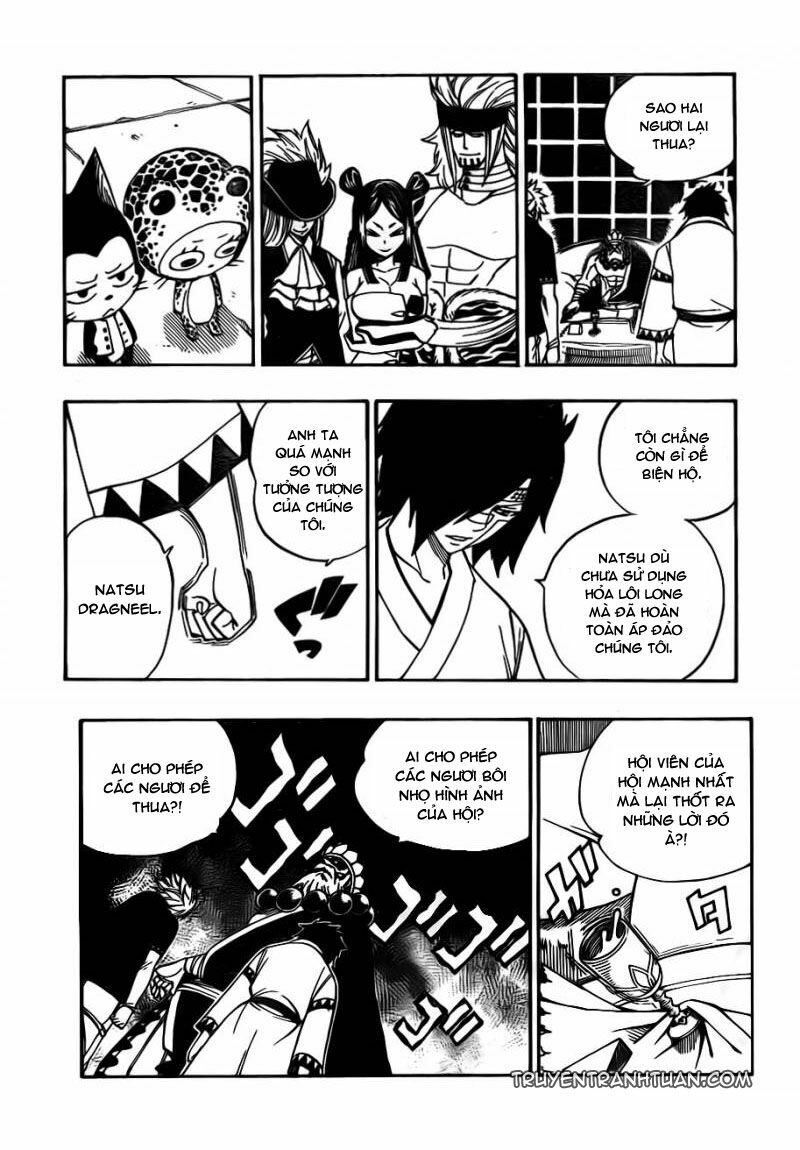 SAO HAI
NGƯƠI LẠI
THUA?
TÔI CHẲNG
CÒN GÌ ĐỂ
BIỆN HỘ.
NATSU DÙ
CHƯA SỬ DỤNG
HỎA LÔI LONG
MÀ ĐÃ HOÀN
TOÀN ÁP ĐẢO
CHÚNG TÔI.
ANH TA
QUÁ MẠNH
SO VỚI
TƯỞNG TƯỢNG
CỦA CHÚNG
TÔI.
NATSU
DRAGNEEL.
HỘI VIÊN CỦA
HỘI MẠNH NHẤT
MÀ LẠI THỐT RA
NHỮNG LỜI ĐÓ
À?!
AI CHO PHÉP
CÁC NGƯƠI BÔI
NHỌ HÌNH ẢNH
CỦA HỘI?
AI CHO PHÉP
CÁC NGƯƠI ĐỂ
THUA?!
TRUYENTRANHTUAN.COM